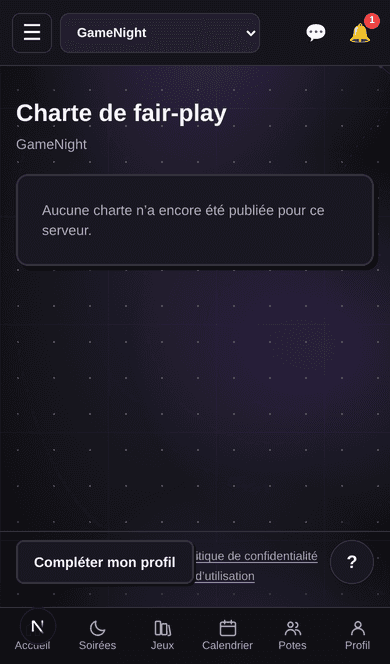 GameNight
1
Charte de fair-play
GameNight
Aucune charte n’a encore été publiée pour ce
serveur.
Compléter mon profil
itique de confidentialité
d’utilisation
?
N
Accueil
Soirées
Jeux
Calendrier
Potes
Profil